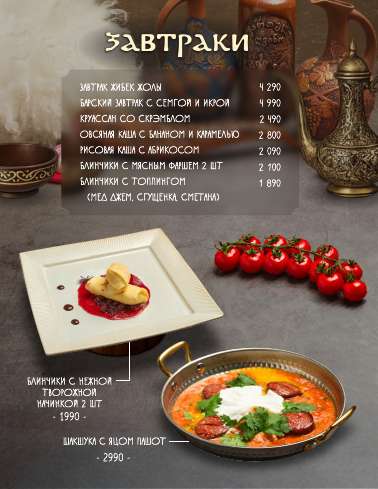 ЗАВТРАКИ
ЗАВТРАК ЖИБЕК ЖОЛЫ 4 290
БАРСКИЙ ЗАВТРАК С СЕМГОЙ И ИКРОЙ 4 990
КРУАССАН СО СКРЭМБЛОМ 2 490
ОВСЯНАЯ КАША С БАНАНОМ И КАРАМЕЛЬЮ 2 800
РИСОВАЯ КАША С АБРИКОСОМ 2 090
БЛИНЧИКИ С МЯСНЫМ ФАРШЕМ 2 ШТ 2 100
БЛИНЧИКИ С ТОППИНГОМ 1 890
(МЕД ДЖЕМ, СГУЩЕНКА, СМЕТАНА)
БЛИНЧИКИ С НЕЖНОЙ
ТВОРОЖНОЙ
НАЧИНКОЙ 2 ШТ
- 1990 -
ШАКШУКА С ЯЦОМ ПАШОТ
- 2990 -